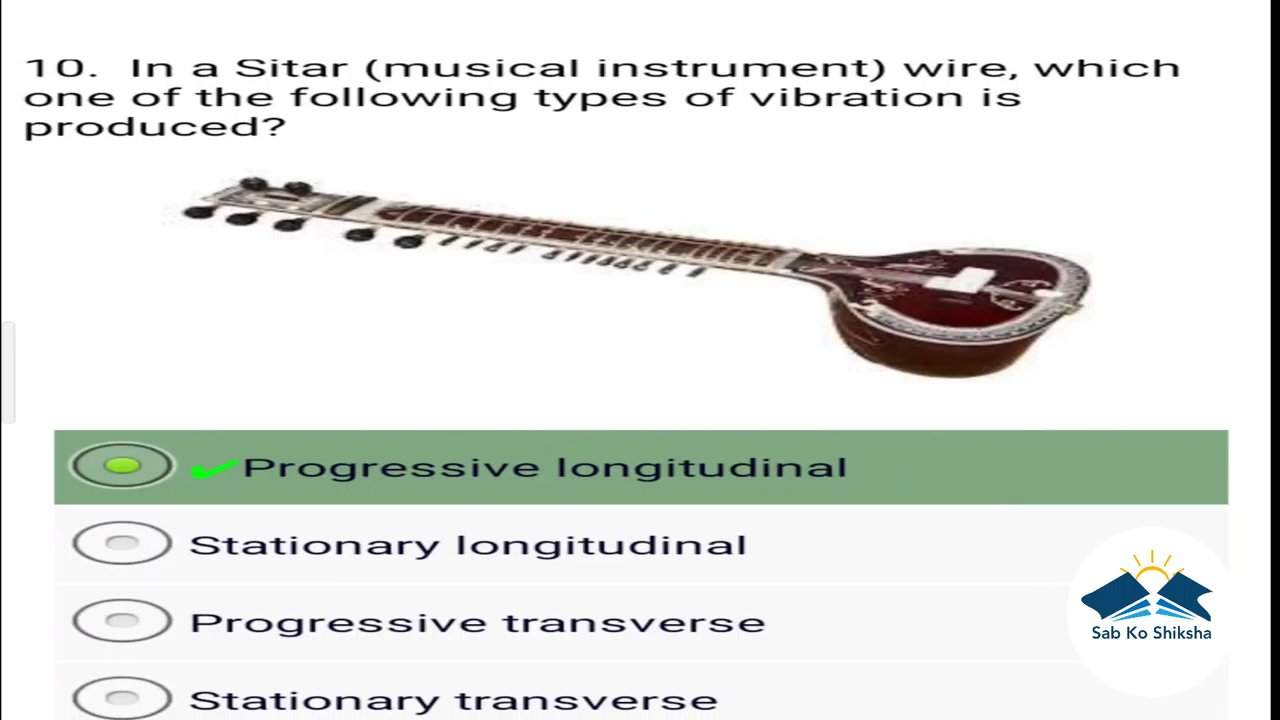 10. In a Sitar (musical instrument) wire, which
one of the following types of vibration is
produced?
✔Progressive longitudinal
Stationary longitudinal
Progressive transverse
Sab Ko Shiksha
Stationary transverse